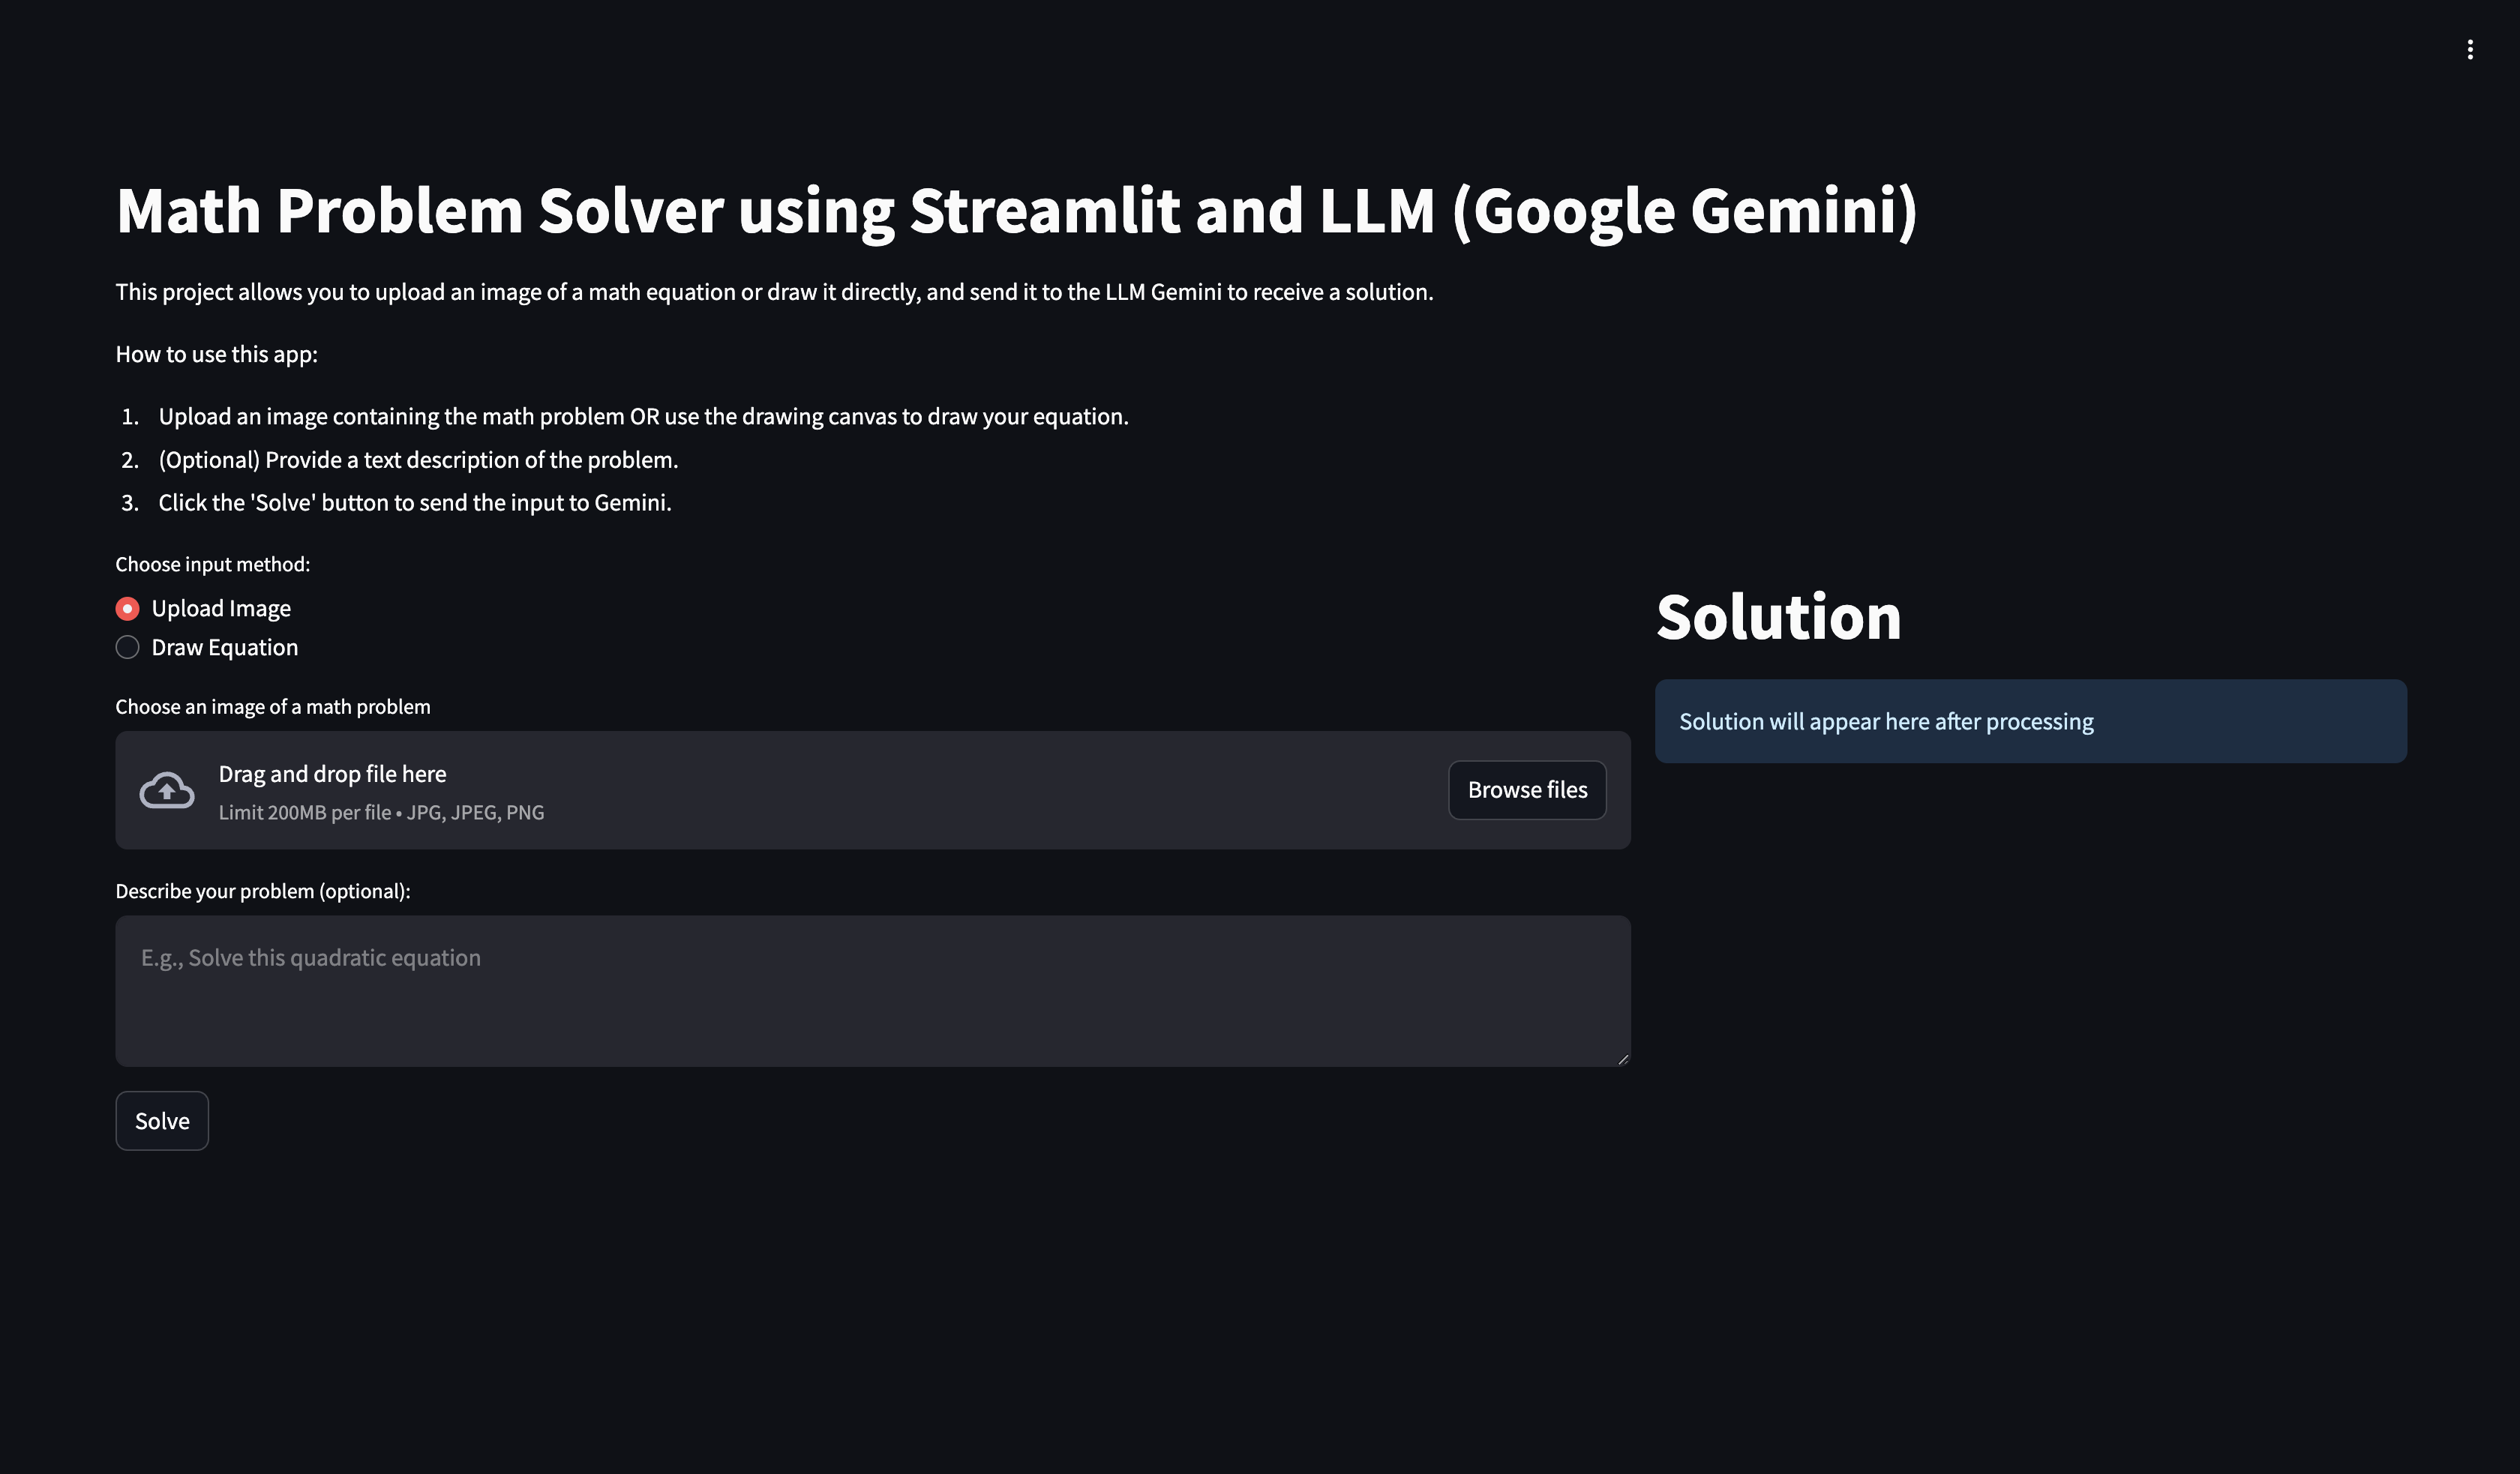 Math Problem Solver using Streamlit and LLM (Google Gemini)
This project allows you to upload an image of a math equation or draw it directly, and send it to the LLM Gemini to receive a solution.
How to use this app:
1. Upload an image containing the math problem OR use the drawing canvas to draw your equation.
2. (Optional) Provide a text description of the problem.
3. Click the 'Solve' button to send the input to Gemini.
Choose input method:
Upload Image
Draw Equation
Choose an image of a math problem
Drag and drop file here
Limit 200MB per file • JPG, JPEG, PNG
Browse files
Describe your problem (optional):
E.g., Solve this quadratic equation
Solve
Solution
Solution will appear here after processing